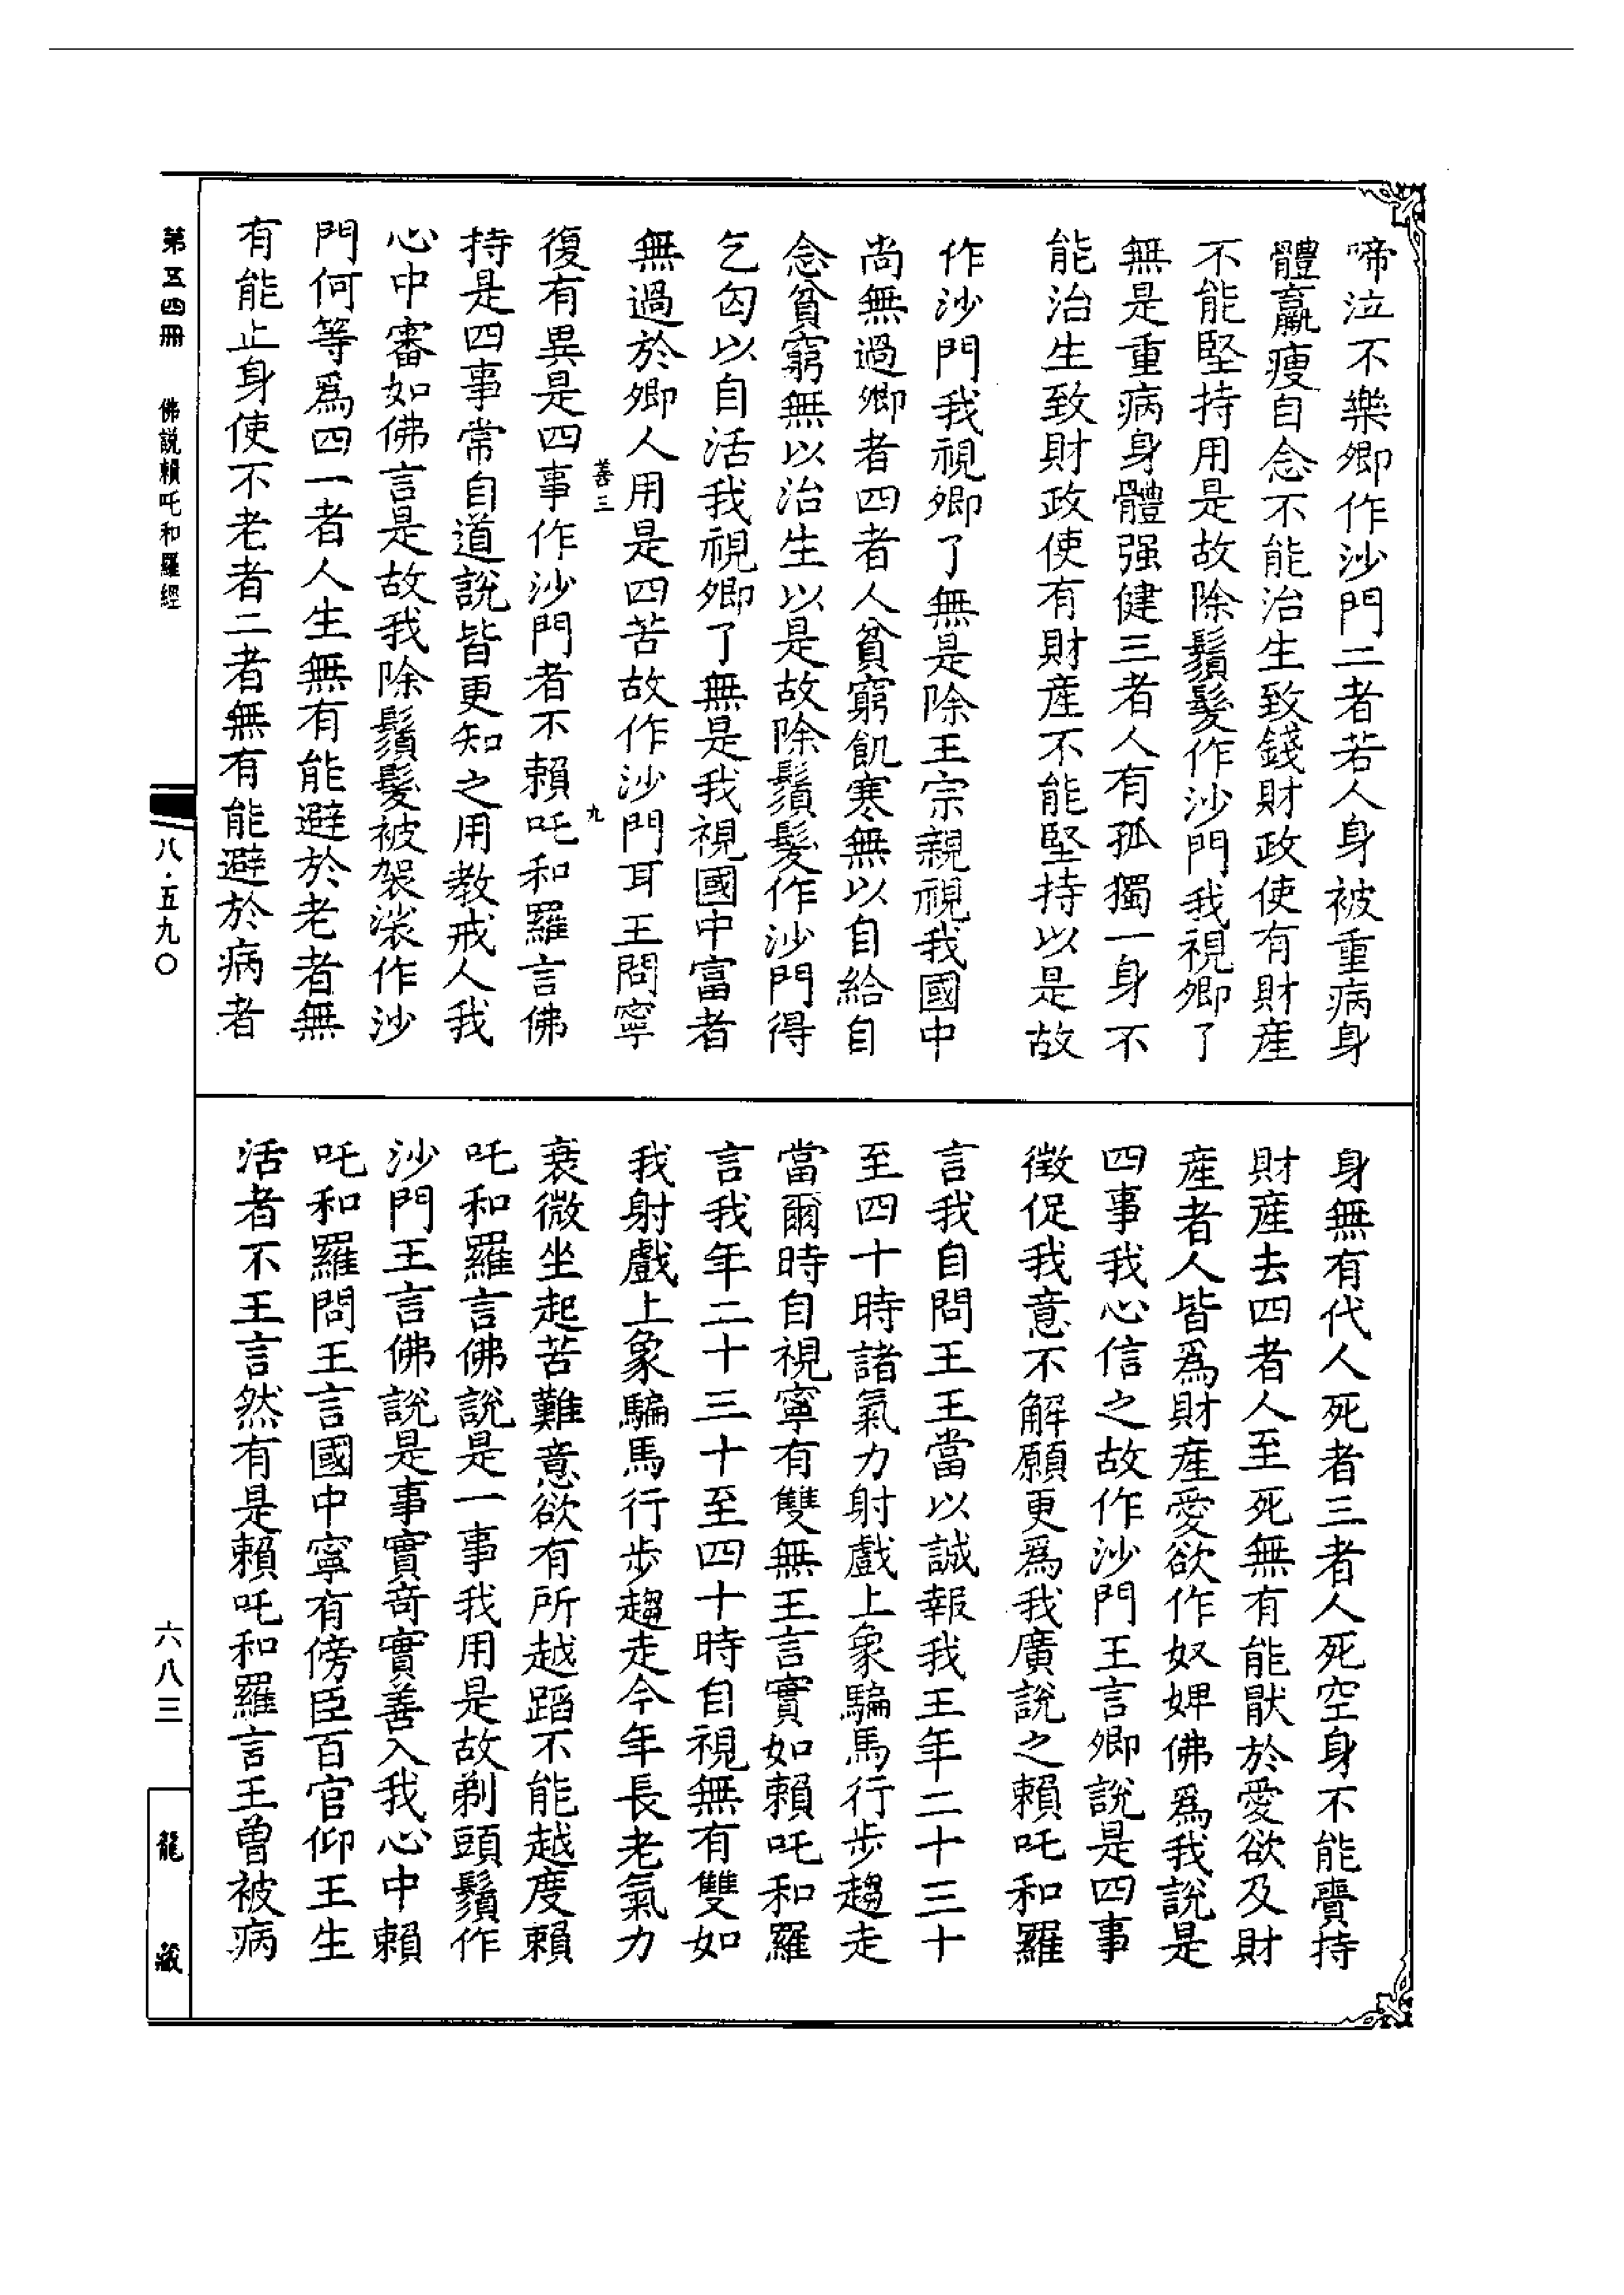 啼泣不樂卿作沙門二者若人身被重病身
體羸瘦自念不能治生致錢財政使有財産
不能堅持用是故除鬚髮作沙門我視卿了
無是重病身體强健三者人有孤獨一身不
能治生致財政使有財産不能堅持以是故
作沙門我視卿了無是除王宗親視我國中
尚無過卿者四者人貧窮飢寒無以自給自
念貧窮無以治生以是故除鬚髮作沙門得
乞匃以自活我視卿了無是我視國中富者
無過於卿人用是四苦故作沙門耳王問寧
善三
九
復有異是四事作沙門者不賴吒和羅言佛
持是四事常自道說皆更知之用教戒人我
心中審如佛言是故我除鬚髮被袈裟作沙
門何等爲四一者人生無有能避於老者無
有能止身使不老者二者無有能避於病者
身無有代人死者三者人死空身不能齎持
財産去四者人至死無有能猒於愛欲及財
産者人皆爲財産愛欲作奴婢佛爲我說是
四事我心信之故作沙門王言卿說是四事
徵促我意不解願更爲我廣說之賴吒和羅
言我自問王王當以誠報我王年二十三十
至四十時諸氣力射戲上象騙馬行步趨走
當爾時自視寧有雙無王言實如賴吒和羅
言我年二十三十至四十時自視無有雙如
我射戲上象騙馬行步趨走今年長老氣力
衰微坐起苦難意欲有所越蹈不能越度賴
吒和羅言佛說是一事我用是故剃頭鬚作
沙門王言佛說是事實奇實善入我心中賴
吒和羅問王言國中寧有傍臣百官仰王生
活者不王言然有是賴吒和羅言王曾被病
第五四冊
佛説賴吒和羅經
八·五九〇
六八三
龍藏